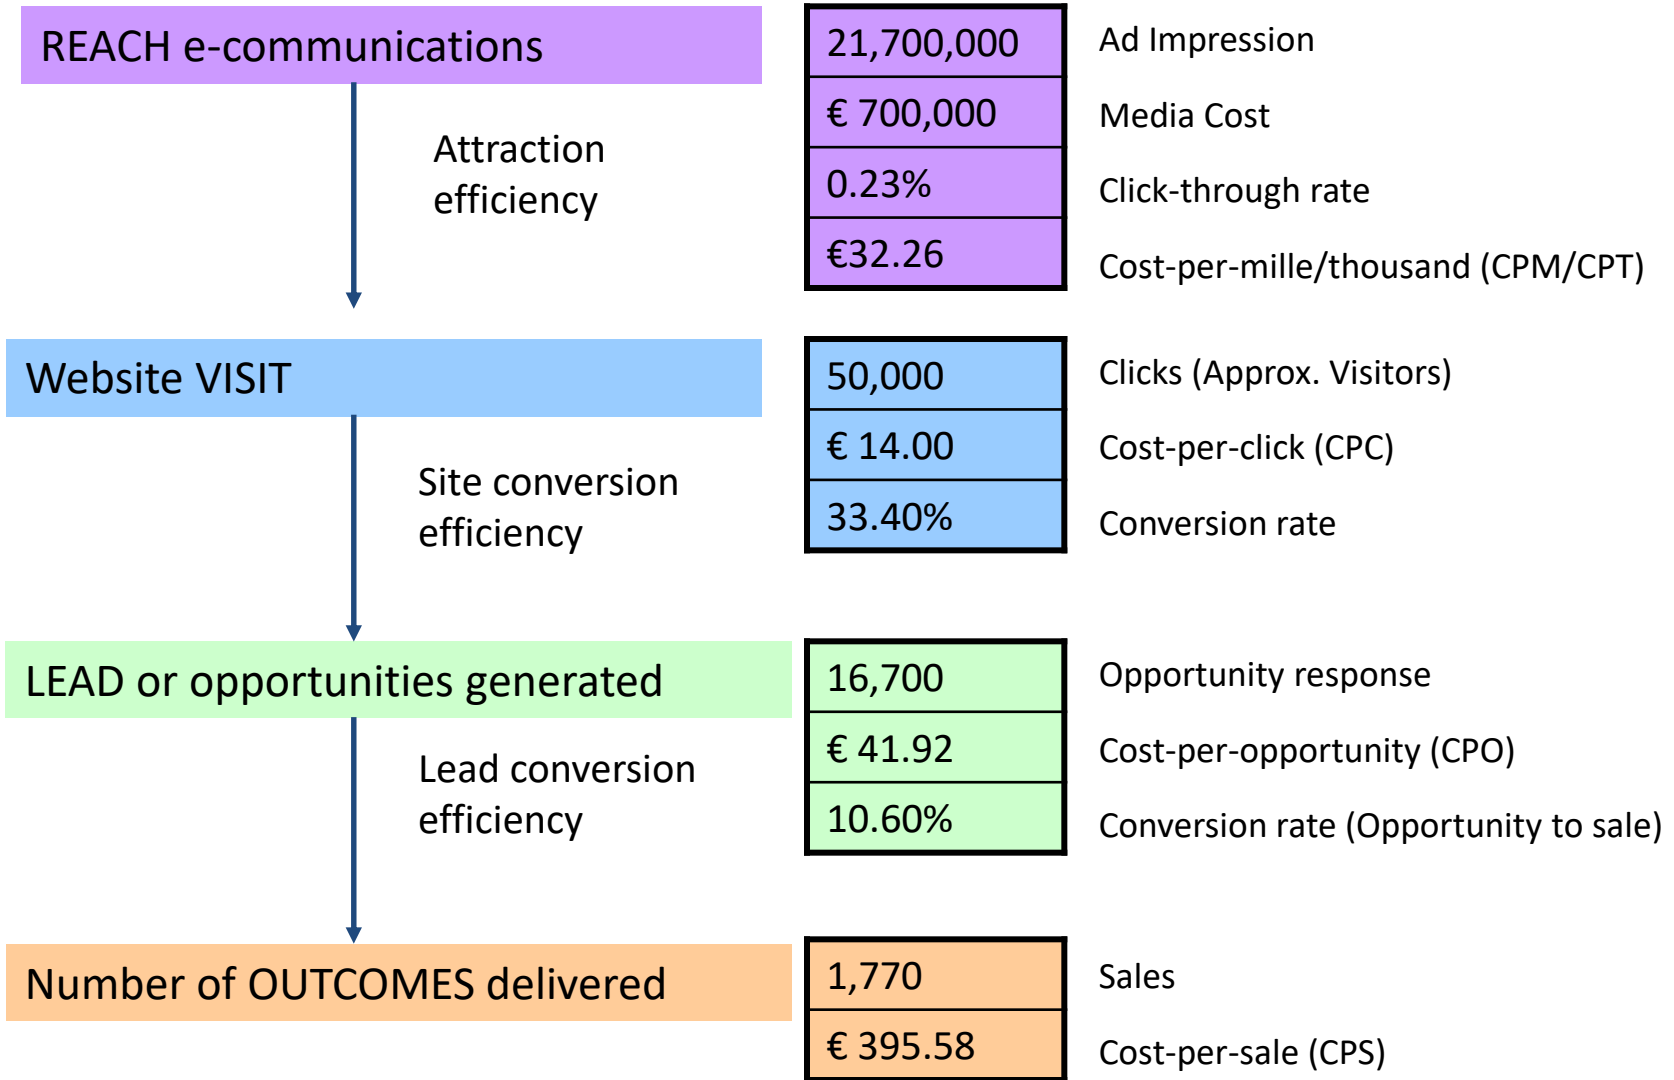 REACH e-communications
21,700,000 Ad Impression
€ 700,000 Media Cost
Attraction
efficiency
0.23% Click-through rate
€32.26 Cost-per-mille/thousand (CPM/CPT)
Website VISIT
50,000 Clicks (Approx. Visitors)
€ 14.00 Cost-per-click (CPC)
Site conversion
efficiency
33.40% Conversion rate
LEAD or opportunities generated
16,700 Opportunity response
€ 41.92 Cost-per-opportunity (CPO)
Lead conversion
efficiency
10.60% Conversion rate (Opportunity to sale)
Number of OUTCOMES delivered
1,770 Sales
€ 395.58 Cost-per-sale (CPS)